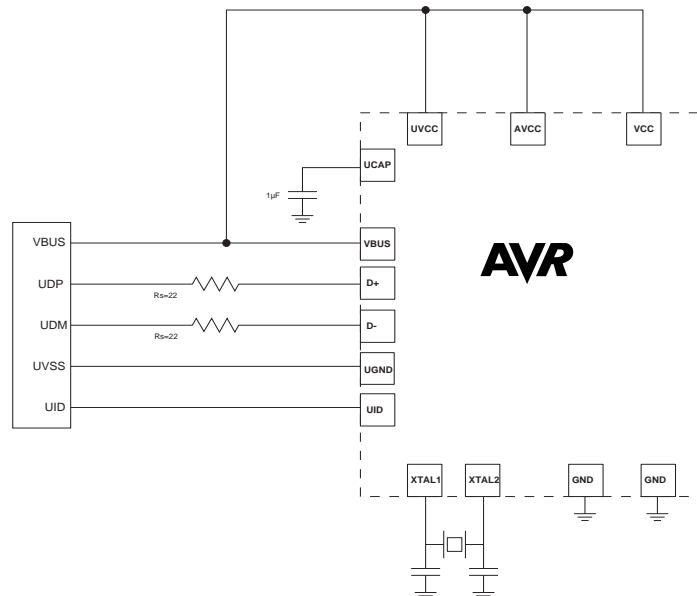 UVCC
AVCC
VCC
UCAP
1µF
VBUS
VBUS
AVR
UDP
Rs=22
D+
UDM
Rs=22
D-
UVSS
UGND
UID
UID
XTAL1
XTAL2
GND
GND